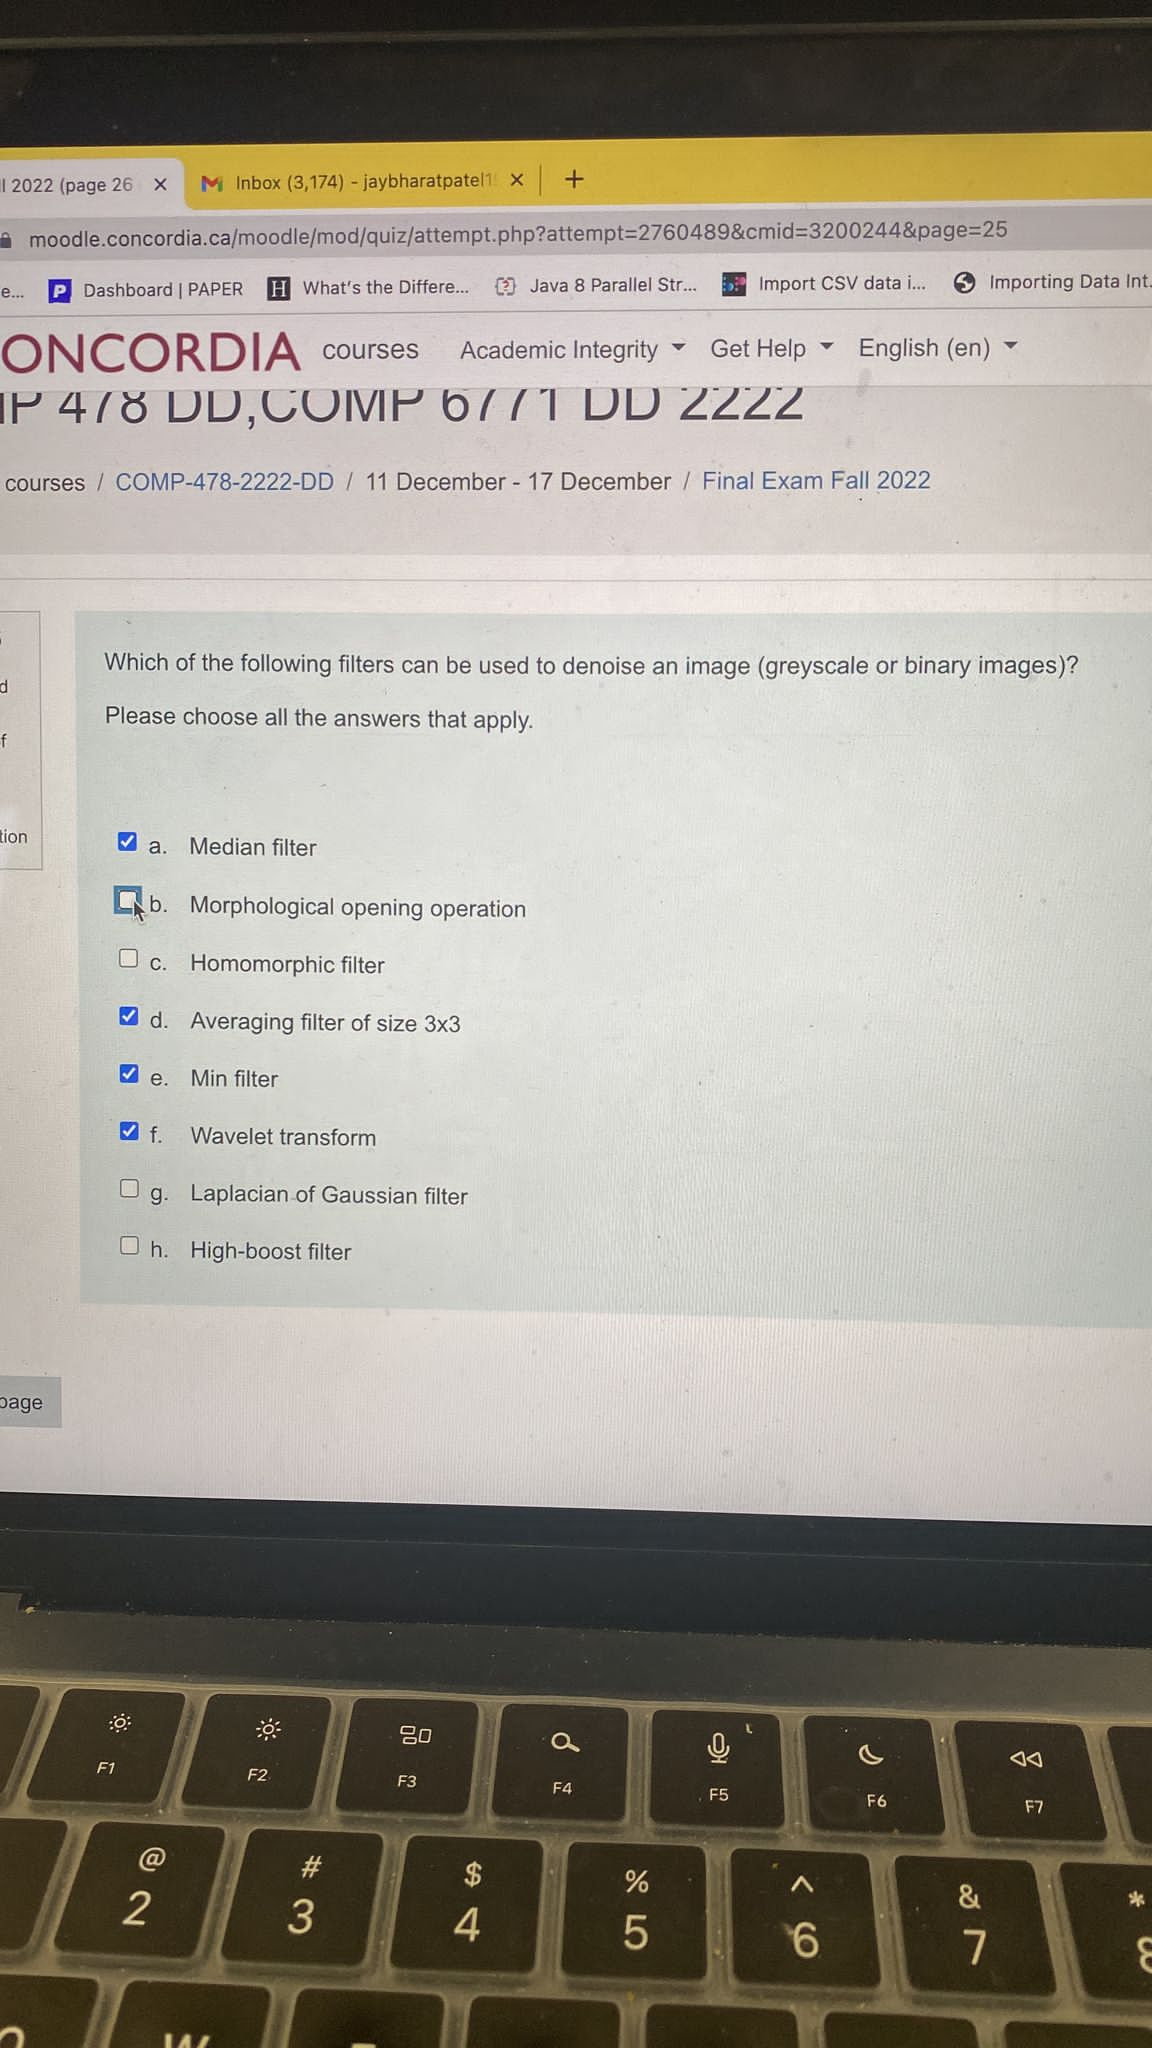 l 2022 (page 26
Inbox (3,174) - jaybharatpatel1
moodle.concordia.ca/moodle/mod/quiz/attempt.php?attempt=2760489&cmid=3200244&page=25
e...
P Dashboard | PAPER
H What's the Differe...
Java 8 Parallel Str...
Import CSV data i...
Importing Data Int.
ONCORDIA courses Academic Integrity Get Help English (en)
IP 478 DD,COMP 6771 DD 2222
courses / COMP-478-2222-DD / 11 December - 17 December / Final Exam Fall 2022
d
f
tion
Which of the following filters can be used to denoise an image (greyscale or binary images)?
Please choose all the answers that apply.
a. Median filter
b. Morphological opening operation
c. Homomorphic filter
d. Averaging filter of size 3x3
e. Min filter
f. Wavelet transform
g. Laplacian of Gaussian filter
h. High-boost filter
page
F1 F2 F3 F4 F5 F6 F7
@ # $ % ^ & *
2 3 4 5 6 7 8
W